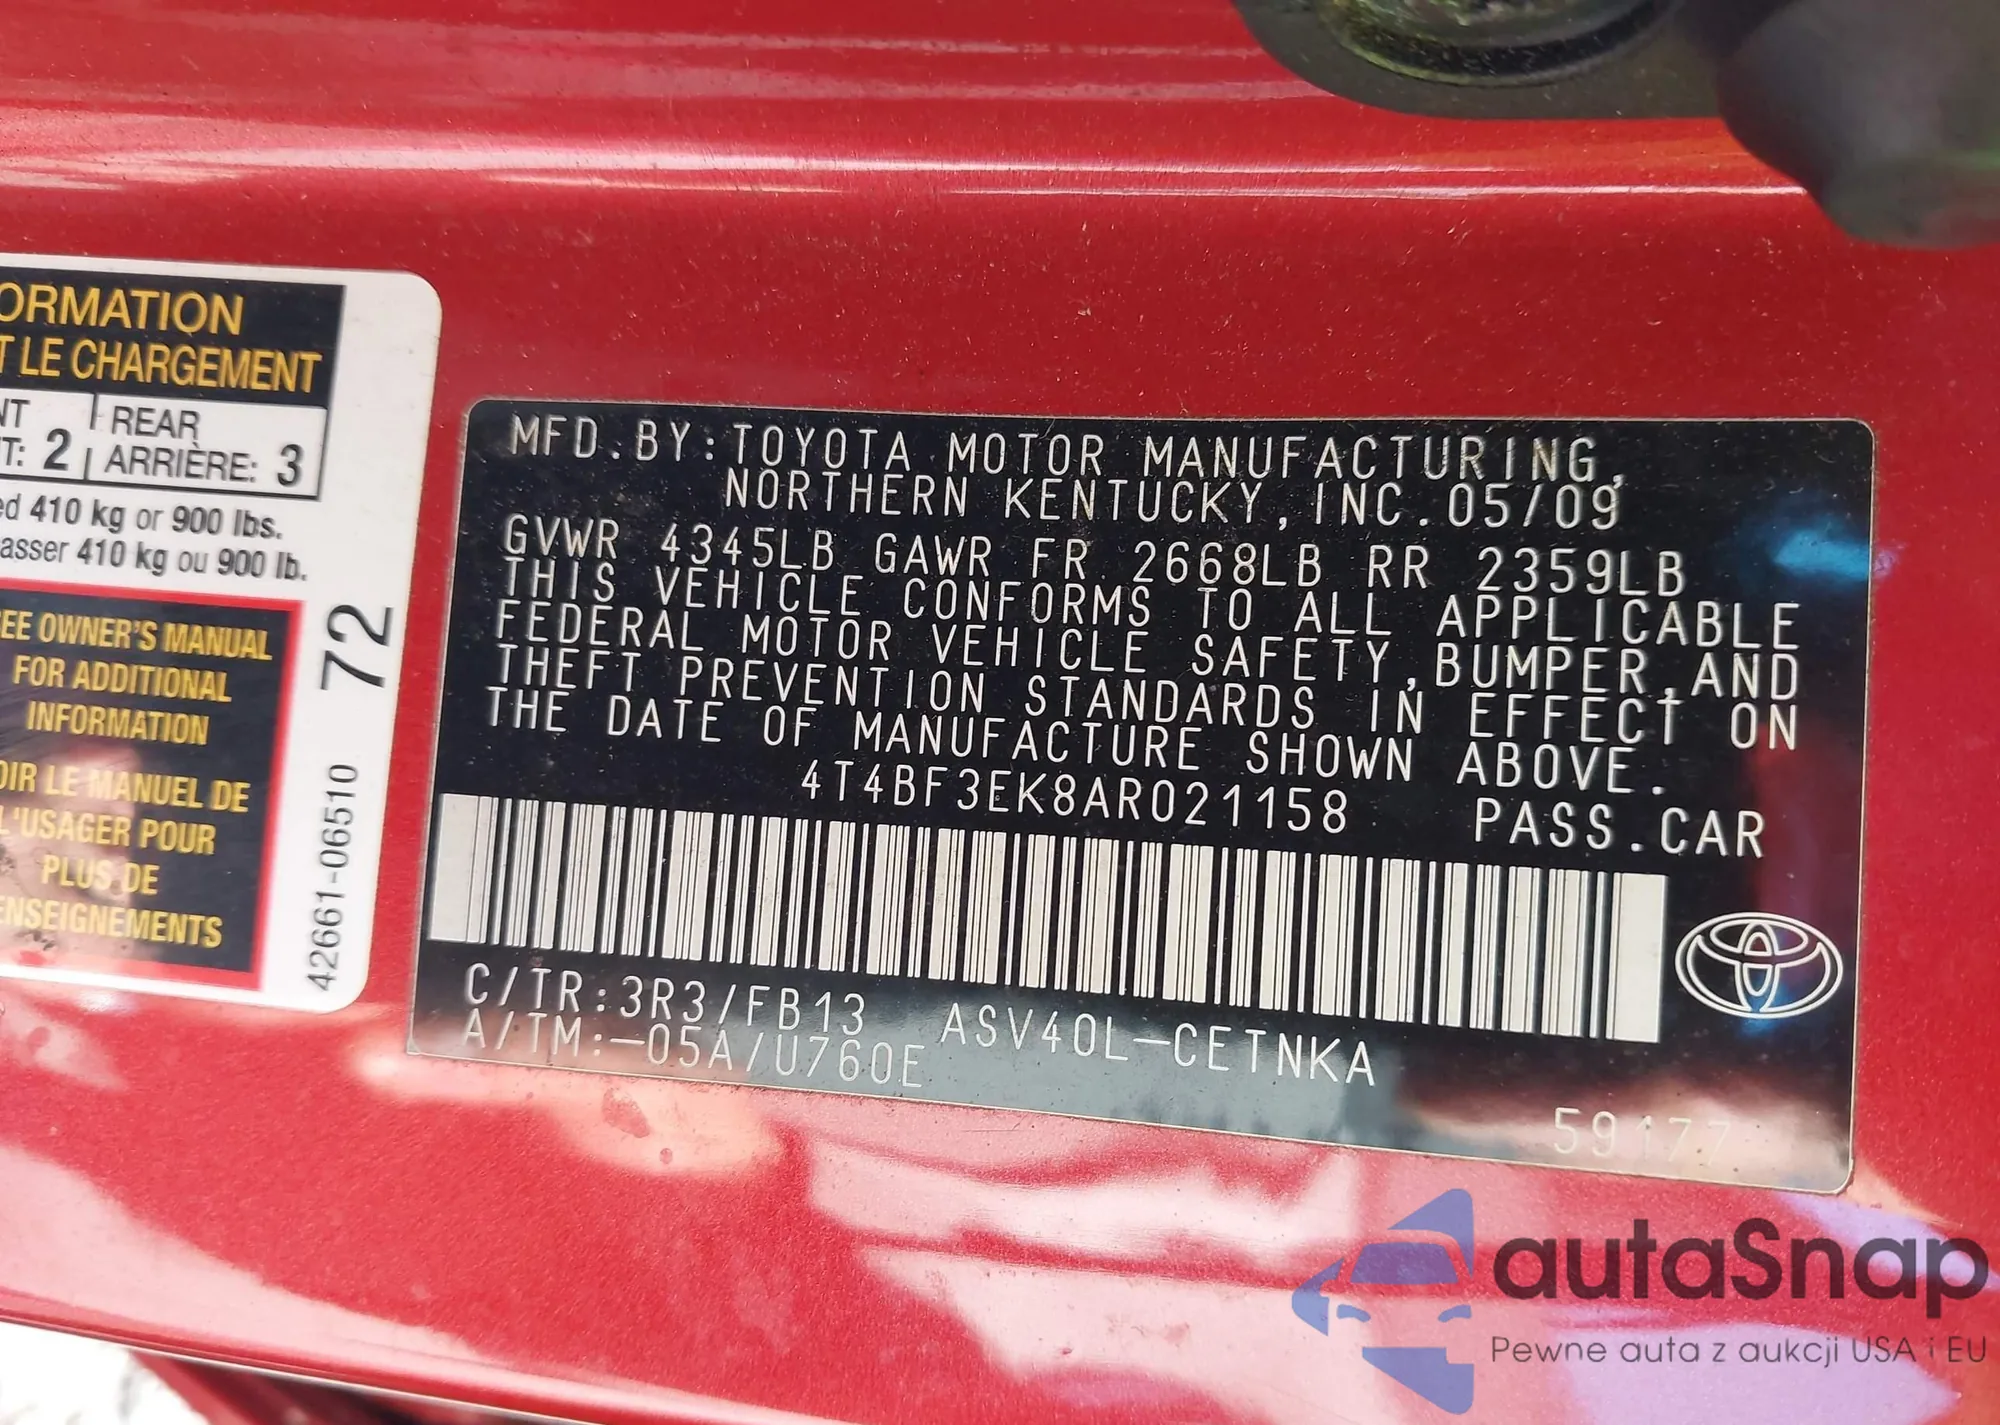 ORMATION
T LE CHARGEMENT
NT | REAR
T: 2 | ARRIÈRE: 3
ed 410 kg or 900 lbs.
asser 410 kg ou 900 lb.
EE OWNER'S MANUAL
FOR ADDITIONAL
INFORMATION
OIR LE MANUEL DE
L'USAGER POUR
PLUS DE
ENSEIGNEMENTS
42661-06510 72
MFD.BY:TOYOTA MOTOR MANUFACTURING,
NORTHERN KENTUCKY,INC.05/09
GVWR 4345LB GAWR FR 2668LB RR 2359LB
THIS VEHICLE CONFORMS TO ALL APPLICABLE
FEDERAL MOTOR VEHICLE SAFETY,BUMPER,AND
THEFT PREVENTION STANDARDS IN EFFECT ON
THE DATE OF MANUFACTURE SHOWN ABOVE.
4T4BF3EK8AR021158 PASS.CAR
C/TR:3R3/FB13 ASV40L-CETNKA
A/TM:-05A/U760E
59177
autaSnap
Pewne auta z aukcji USA i EU